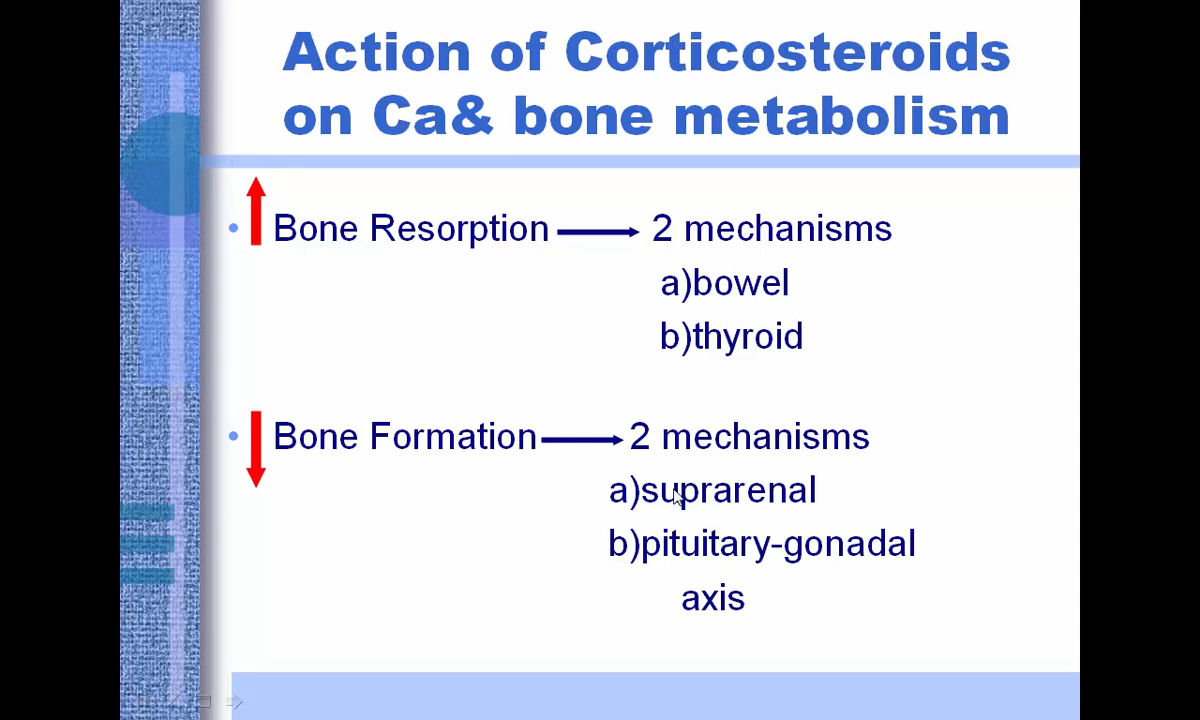 Action of Corticosteroids
on Ca& bone metabolism
• Bone Resorption 2 mechanisms
a)bowel
b)thyroid
• Bone Formation 2 mechanisms
a)suprarenal
b)pituitary-gonadal
axis